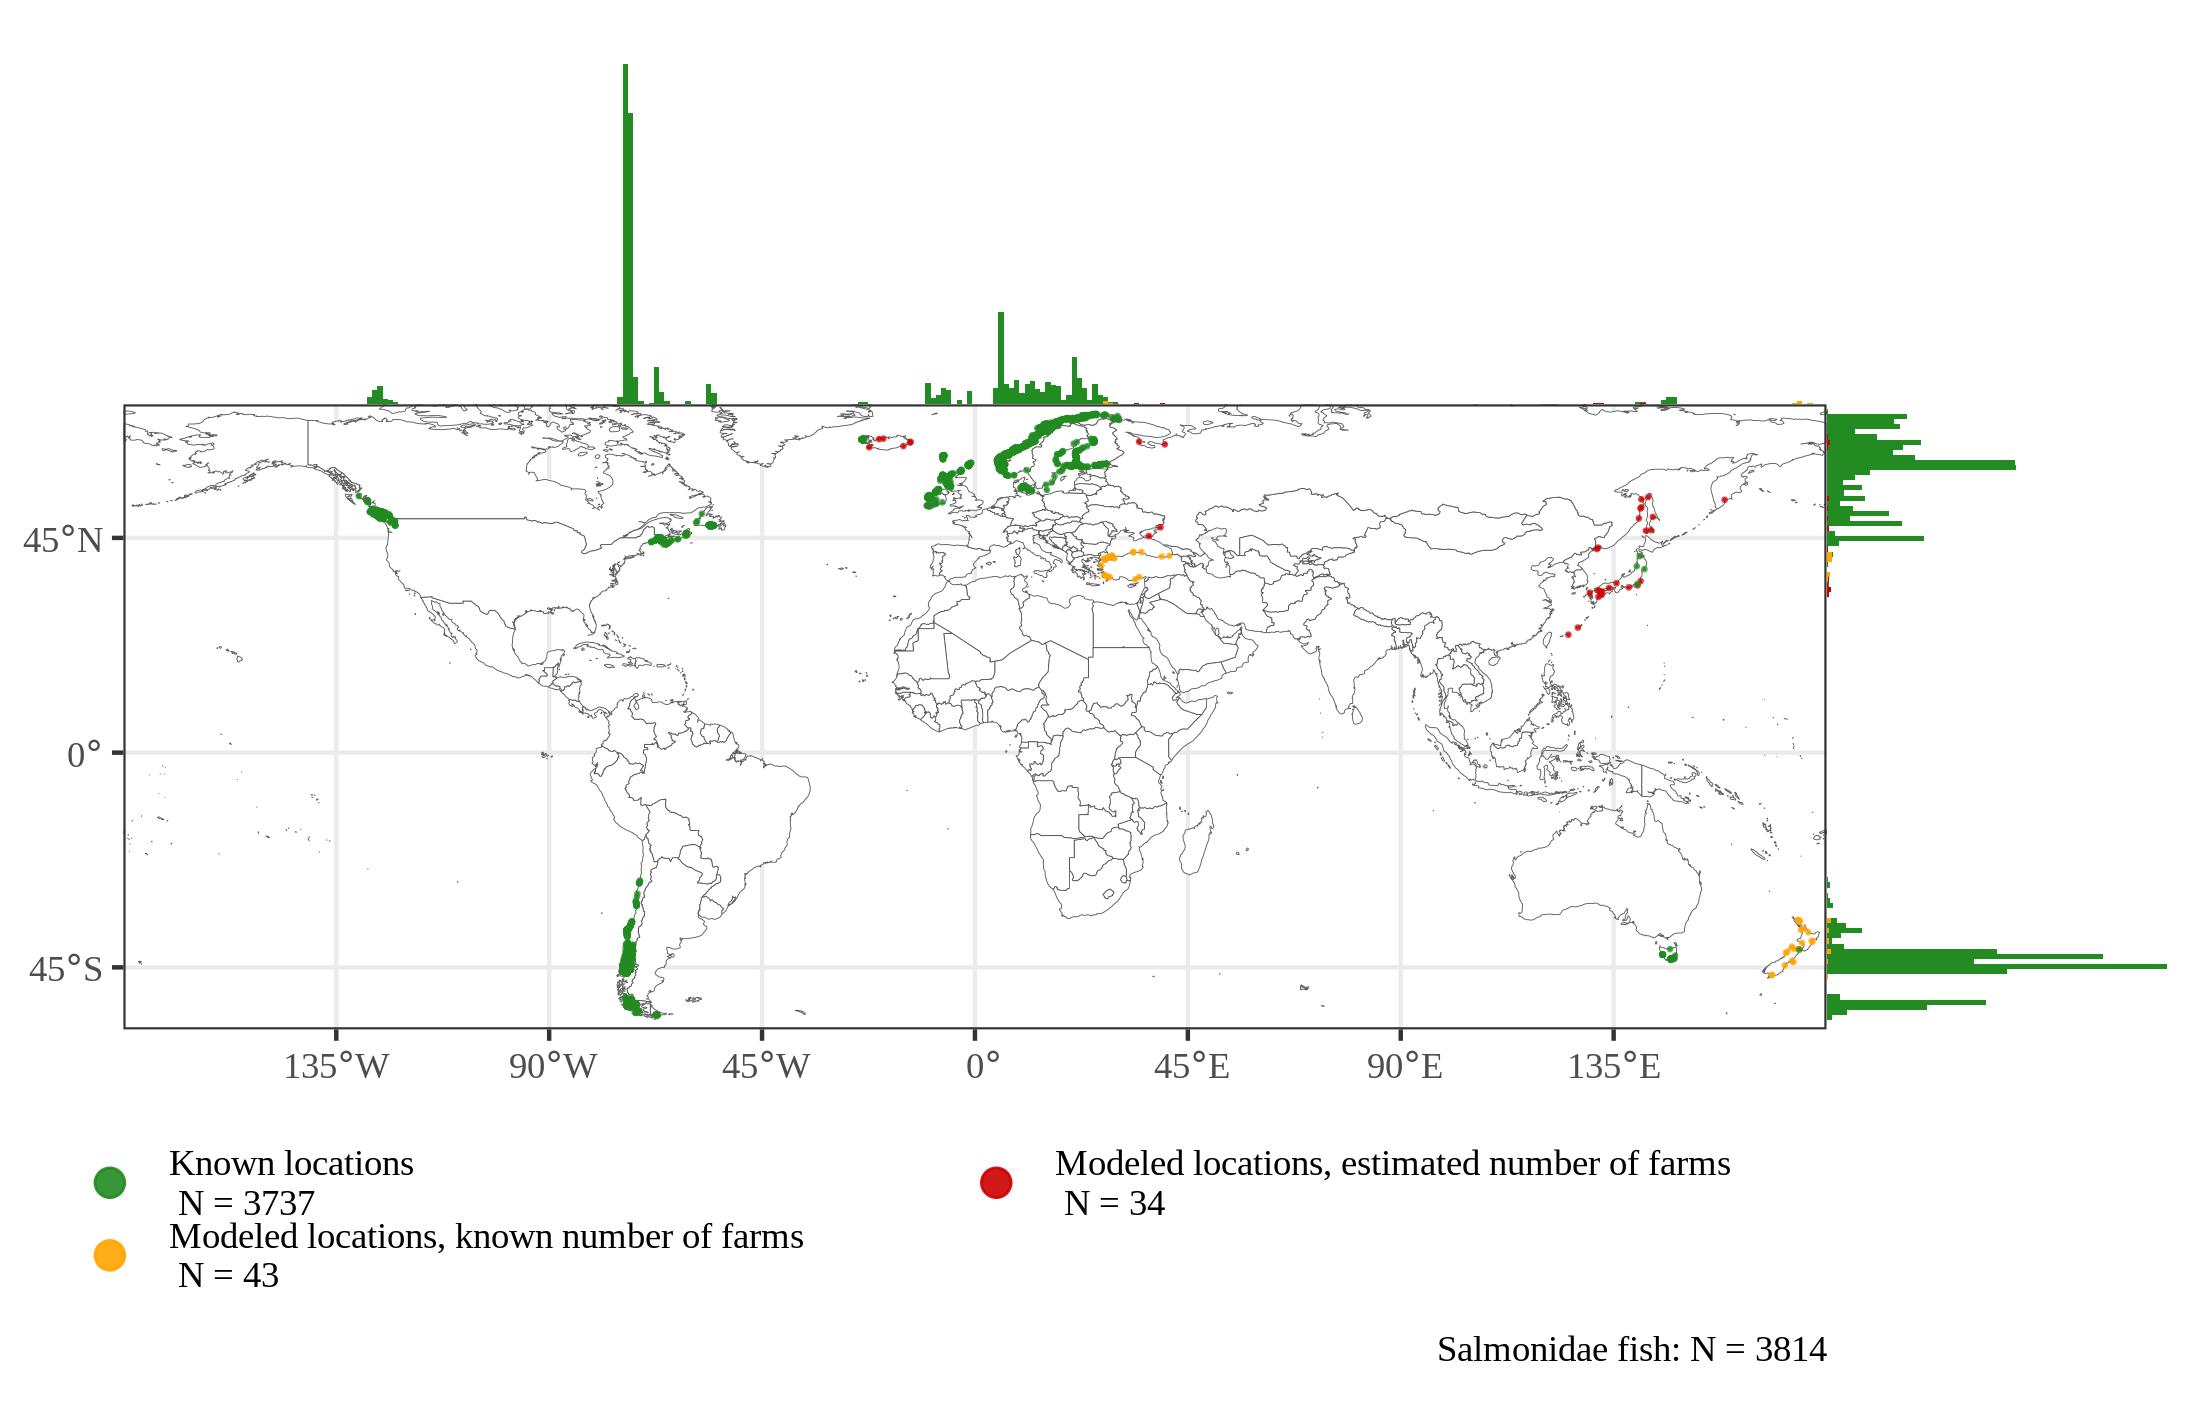 45°N
0°
45°S
135°W
90°W
45°W
0°
45°E
90°E
135°E
Known locations
N = 3737
Modeled locations, known number of farms
N = 43
Modeled locations, estimated number of farms
N = 34
Salmonidae fish: N = 3814